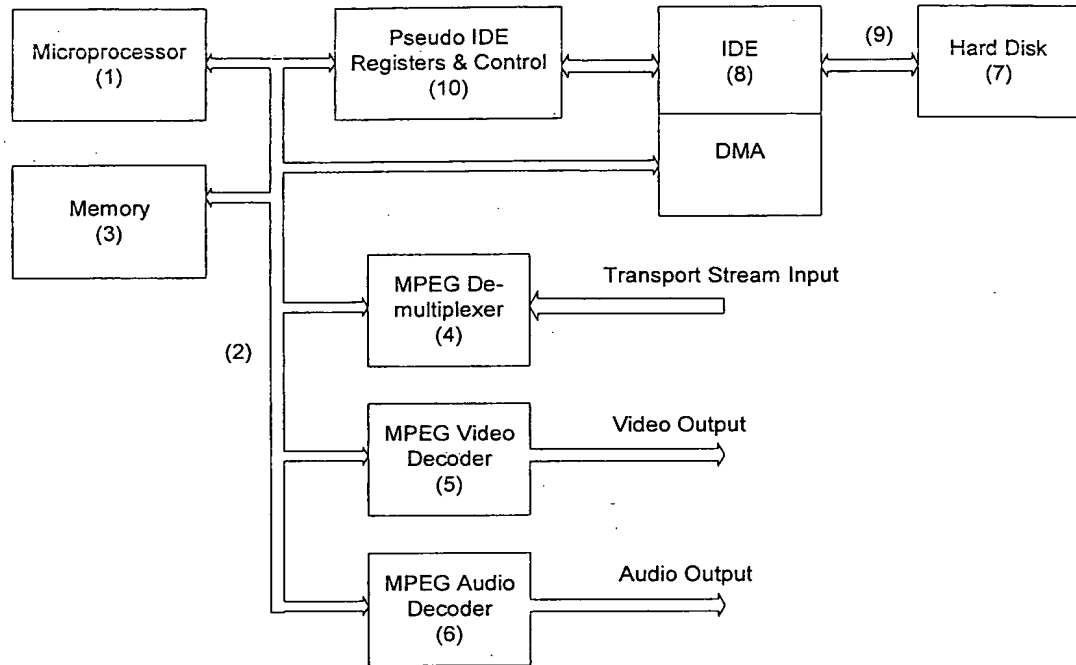 Microprocessor
(1)
Pseudo IDE
Registers & Control
(10)
IDE
(8)
(9)
Hard Disk
(7)
DMA
Memory
(3)
MPEG De-
multiplexer
(4)
Transport Stream Input
(2)
MPEG Video
Decoder
(5)
Video Output
MPEG Audio
Decoder
(6)
Audio Output